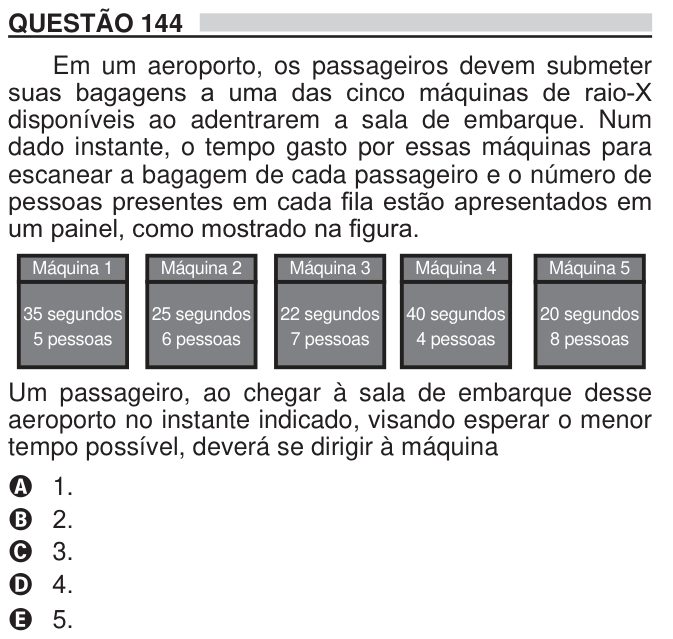 QUESTÃO 144
Em um aeroporto, os passageiros devem submeter
suas bagagens a uma das cinco máquinas de raio-X
disponíveis ao adentrarem a sala de embarque. Num
dado instante, o tempo gasto por essas máquinas para
escanear a bagagem de cada passageiro e o número de
pessoas presentes em cada fila estão apresentados em
um painel, como mostrado na figura.
Máquina 1
35 segundos
5 pessoas
Máquina 2
25 segundos
6 pessoas
Máquina 3
22 segundos
7 pessoas
Máquina 4
40 segundos
4 pessoas
Máquina 5
20 segundos
8 pessoas
Um passageiro, ao chegar à sala de embarque desse
aeroporto no instante indicado, visando esperar o menor
tempo possível, deverá se dirigir à máquina
A 1.
B 2.
C 3.
D 4.
E 5.